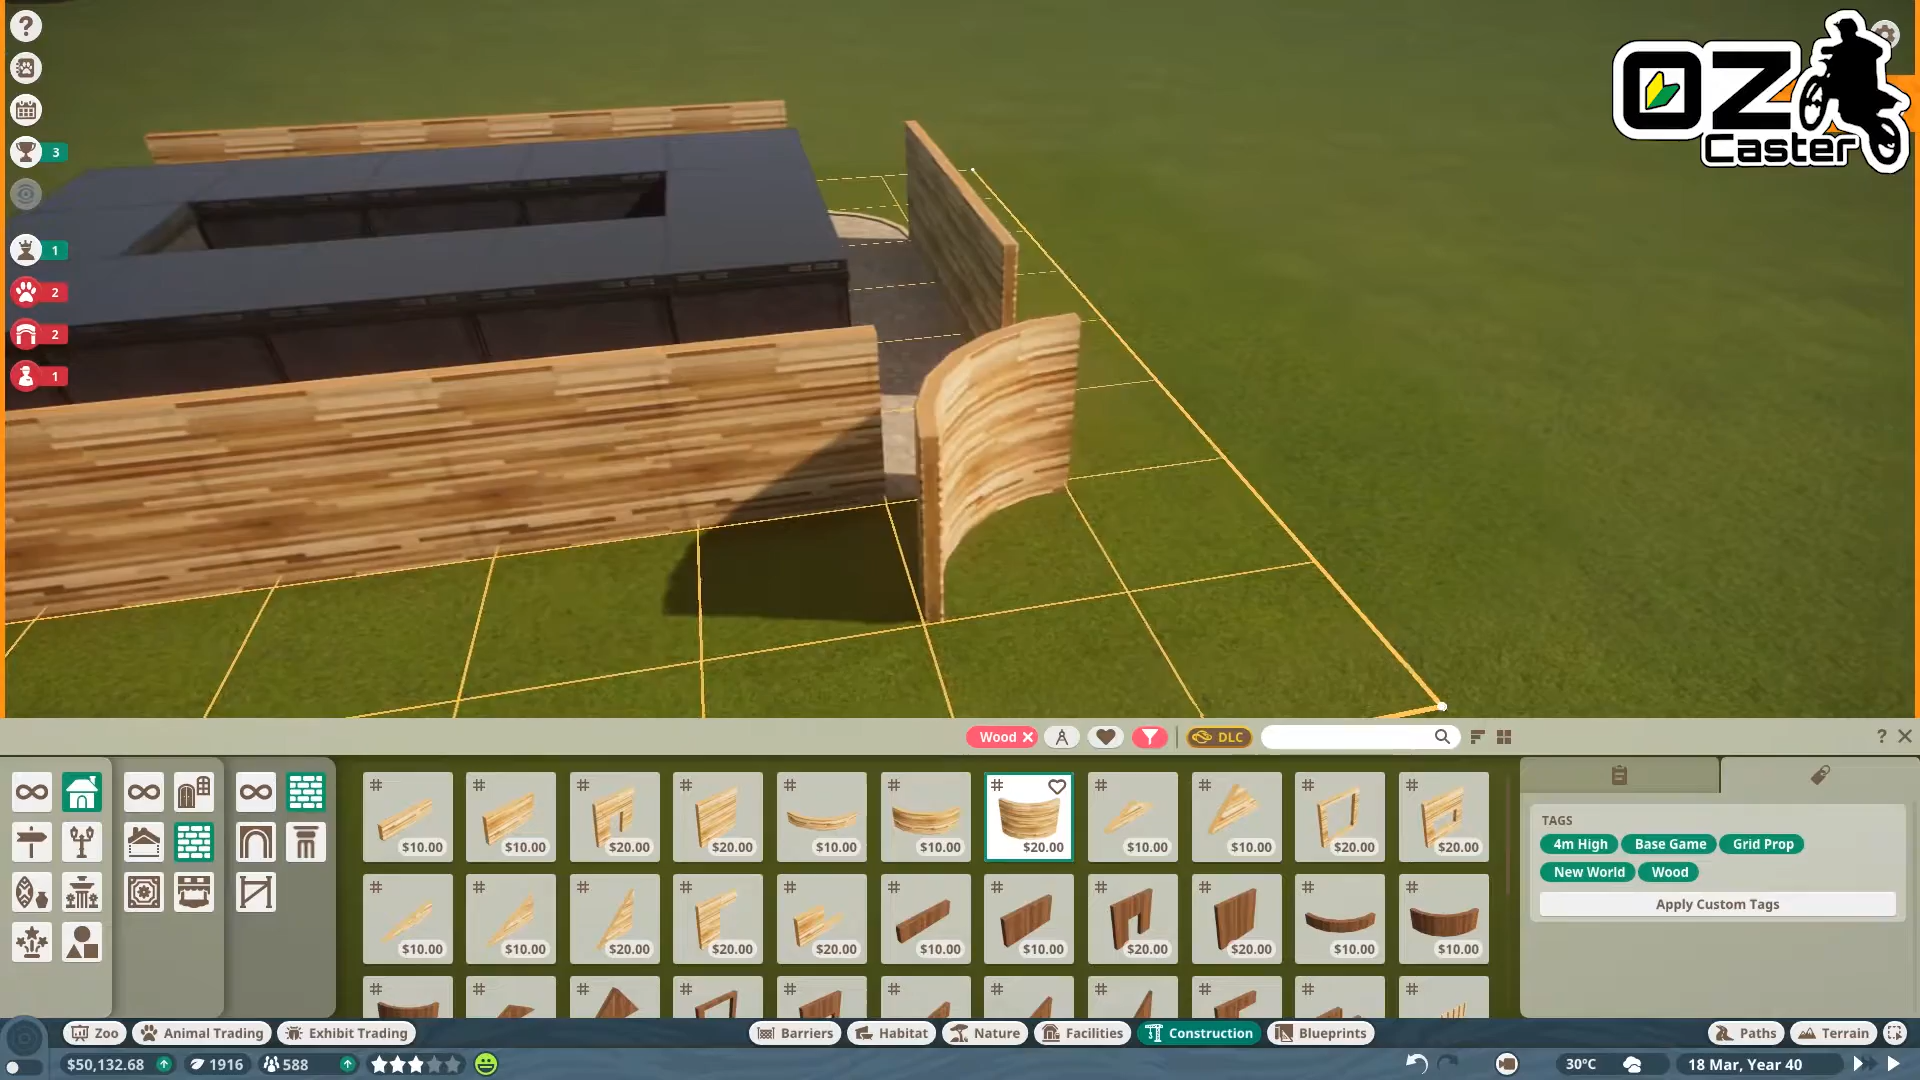 OZ
Caster
3
1
2
2
1
Wood
DLC
$10.00
$10.00
$20.00
$20.00
$10.00
$10.00
$20.00
$10.00
$10.00
$20.00
$20.00
$10.00
$10.00
$20.00
$20.00
$20.00
$10.00
$10.00
$20.00
$20.00
$10.00
$10.00
TAGS
4m High
Base Game
Grid Prop
New World
Wood
Apply Custom Tags
Zoo
Animal Trading
Exhibit Trading
Barriers
Habitat
Nature
Facilities
Construction
Blueprints
Paths
Terrain
$50,132.68
1916
588
30°C
18 Mar, Year 40